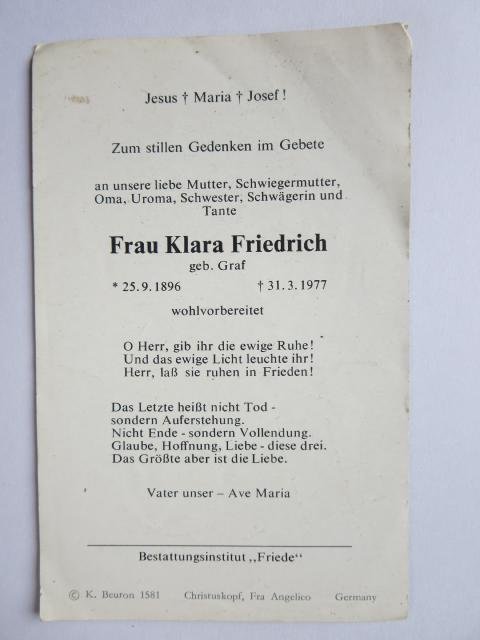 Jesus † Maria † Josef !
Zum stillen Gedenken im Gebete
an unsere liebe Mutter, Schwiegermutter,
Oma, Uroma, Schwester, Schwägerin und
Tante
Frau Klara Friedrich
geb. Graf
* 25. 9. 1896 † 31. 3. 1977
wohlvorbereitet
O Herr, gib ihr die ewige Ruhe!
Und das ewige Licht leuchte ihr!
Herr, laß sie ruhen in Frieden!
Das Letzte heißt nicht Tod -
sondern Auferstehung.
Nicht Ende - sondern Vollendung.
Glaube, Hoffnung, Liebe - diese drei.
Das Größte aber ist die Liebe.
Vater unser – Ave Maria
Bestattungsinstitut „Friede“
© K. Beuron 1581 Christuskopf, Fra Angelico Germany